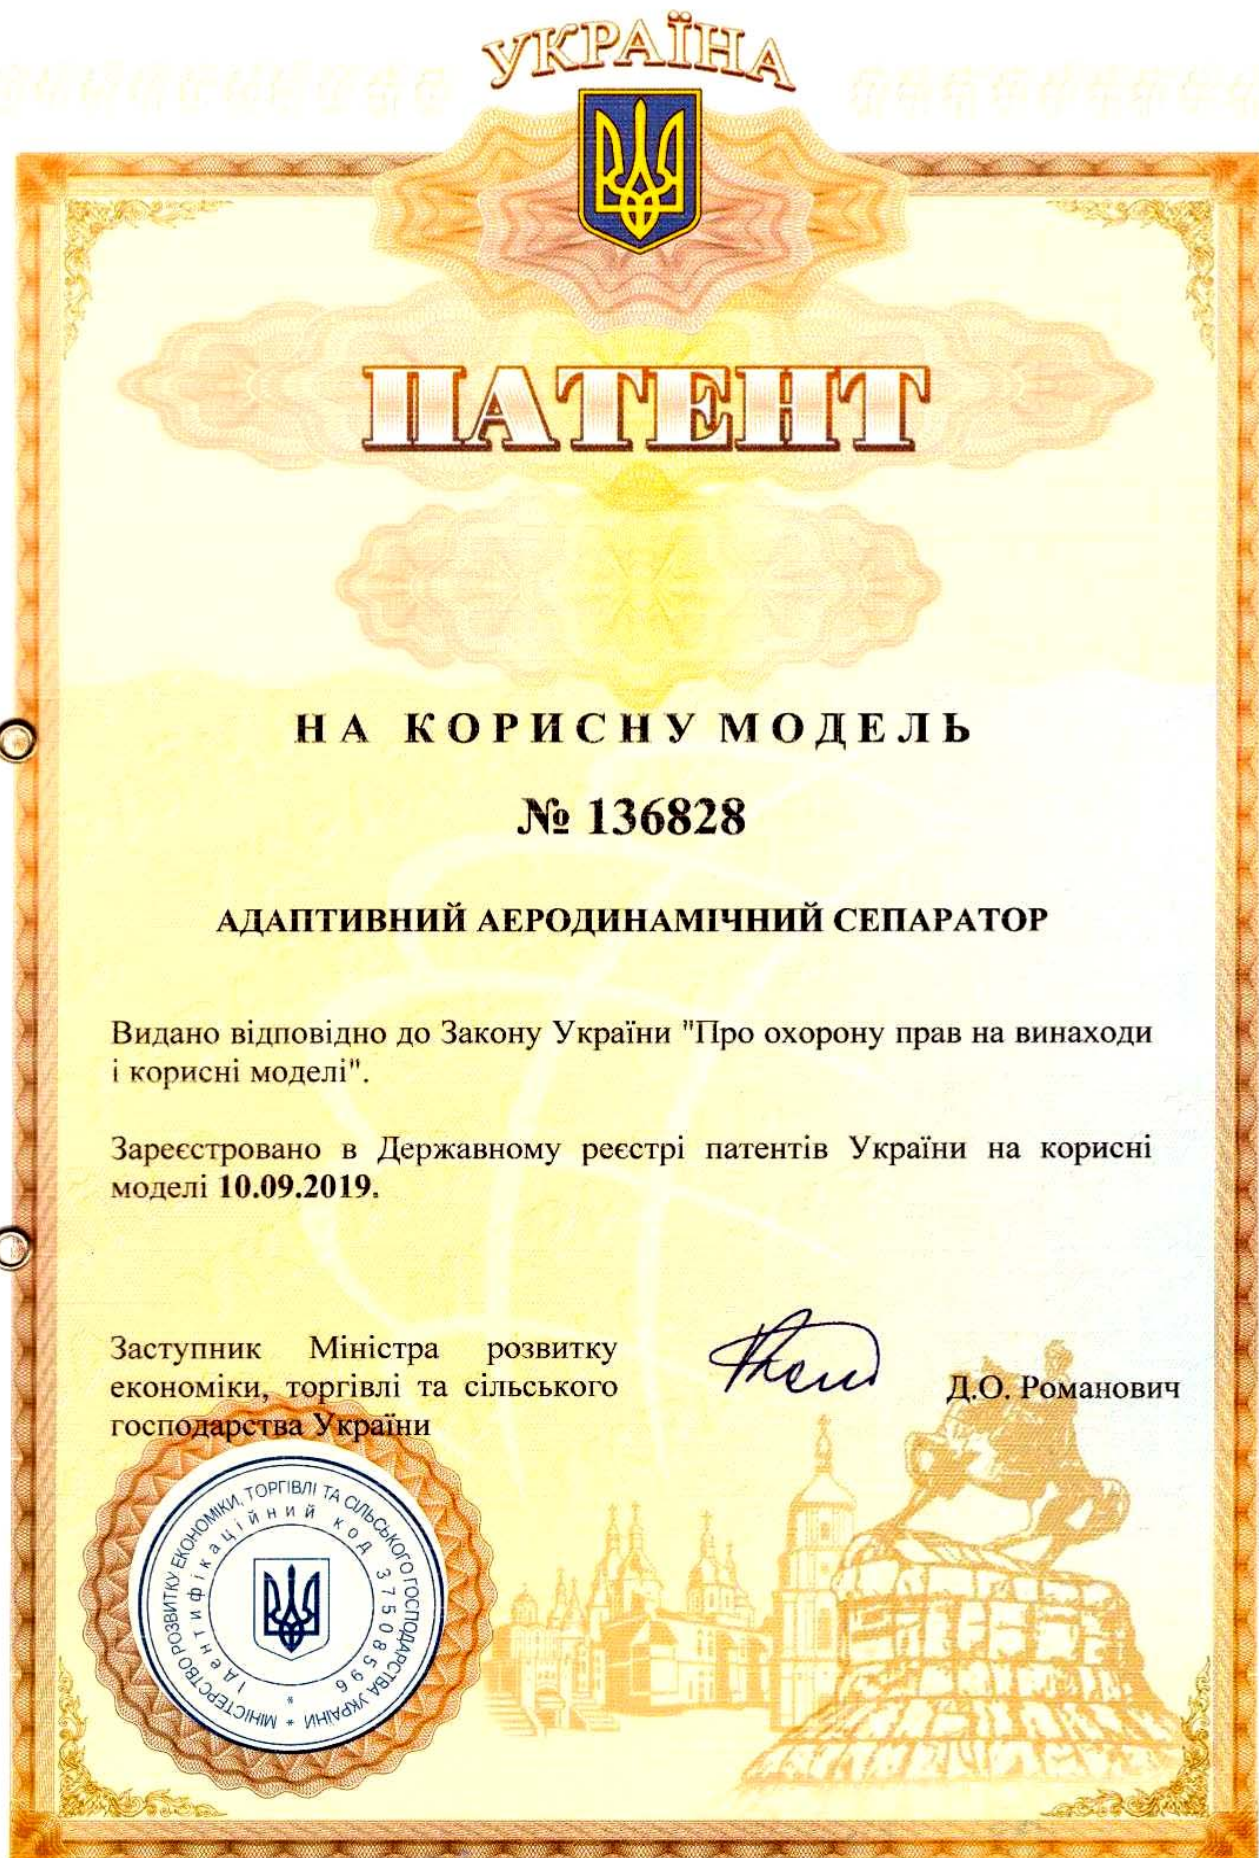 УКРАЇНА
ПАТЕНТ
НА КОРИСНУ МОДЕЛЬ
№ 136828
АДАПТИВНИЙ АЕРОДИНАМІЧНИЙ СЕПАРАТОР
Видано відповідно до Закону України "Про охорону прав на винаходи
і корисні моделі".
Зареєстровано в Державному реєстрі патентів України на корисні
моделі 10.09.2019.
Заступник Міністра розвитку
економіки, торгівлі та сільського
господарства України
Д.О. Романович
МІНІСТЕРСТВО РОЗВИТКУ ЕКОНОМІКИ, ТОРГІВЛІ ТА СІЛЬСЬКОГО ГОСПОДАРСТВА УКРАЇНИ *
Ідентифікаційний код 37508596 *